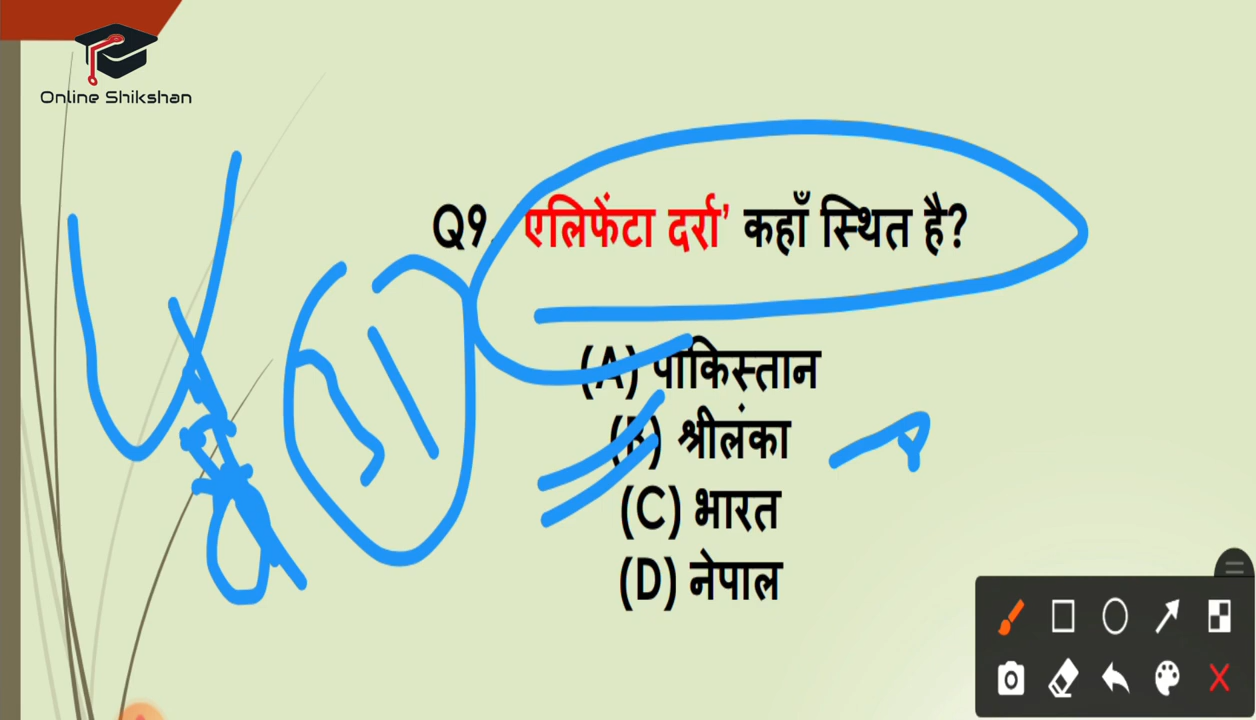 Online Shikshan
Q9. 'एलिफेंटा दर्रा' कहाँ स्थित है?
(A) पाकिस्तान
(B) श्रीलंका
(C) भारत
(D) नेपाल